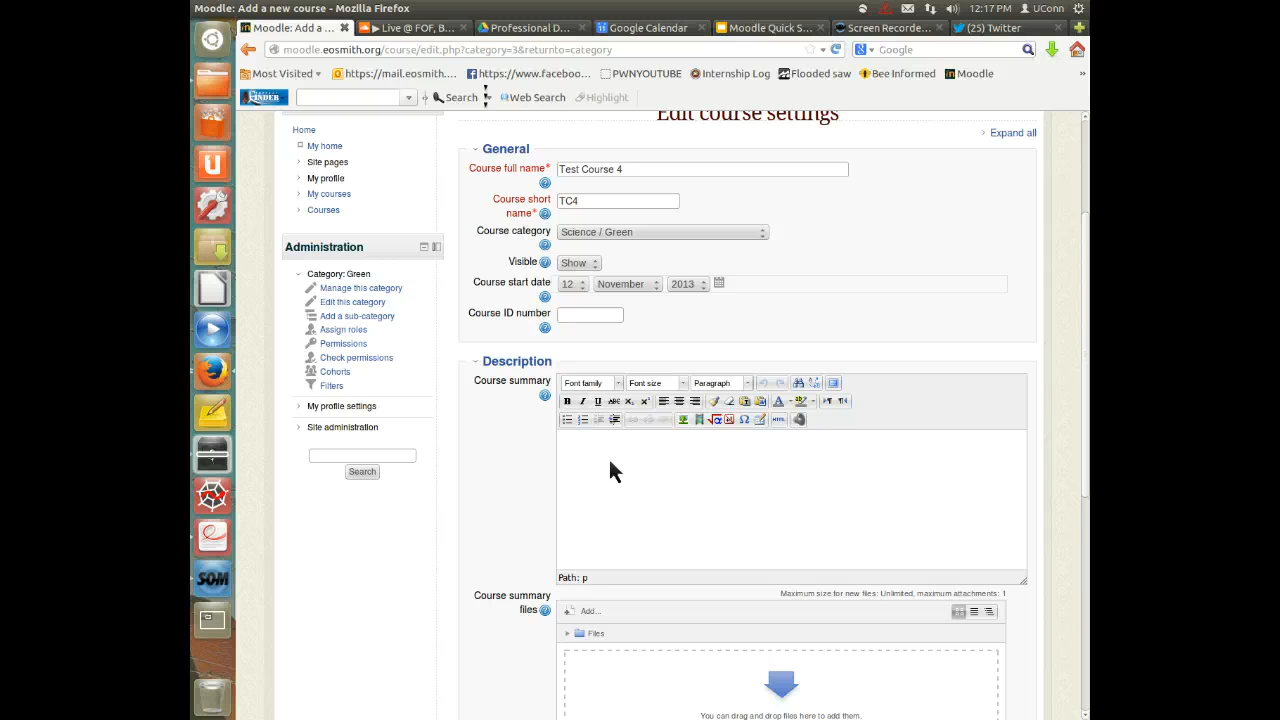 Moodle: Add a new course - Mozilla Firefox
12:17 PM
UConn
Moodle: Add a n...
Live @ FOF, B...
Professional D...
Google Calendar
Moodle Quick S...
Screen Recorde...
(25) Twitter
moodle.eosmith.org/course/edit.php?category=3&returnto=category
Google
Most Visited
https://mail.eosmith....
https://www.faceboo...
PWNYOUTUBE
Internship Log
Flooded saw
Bee Informed
Moodle
FINDER
Search
Web Search
Highlight
Edit course settings
Home
My home
Site pages
My profile
My courses
Courses
Administration
Category: Green
Manage this category
Edit this category
Add a sub-category
Assign roles
Permissions
Check permissions
Cohorts
Filters
My profile settings
Site administration
Search
Expand all
General
Course full name*
Test Course 4
Course short
name*
TC4
Course category
Science / Green
Visible
Show
Course start date
12
November
2013
Course ID number
Description
Course summary
Font family
Font size
Paragraph
HTML
Path: p
Course summary
files
Maximum size for new files: Unlimited, maximum attachments: 1
Add...
Files
You can drag and drop files here to add them.
SOM